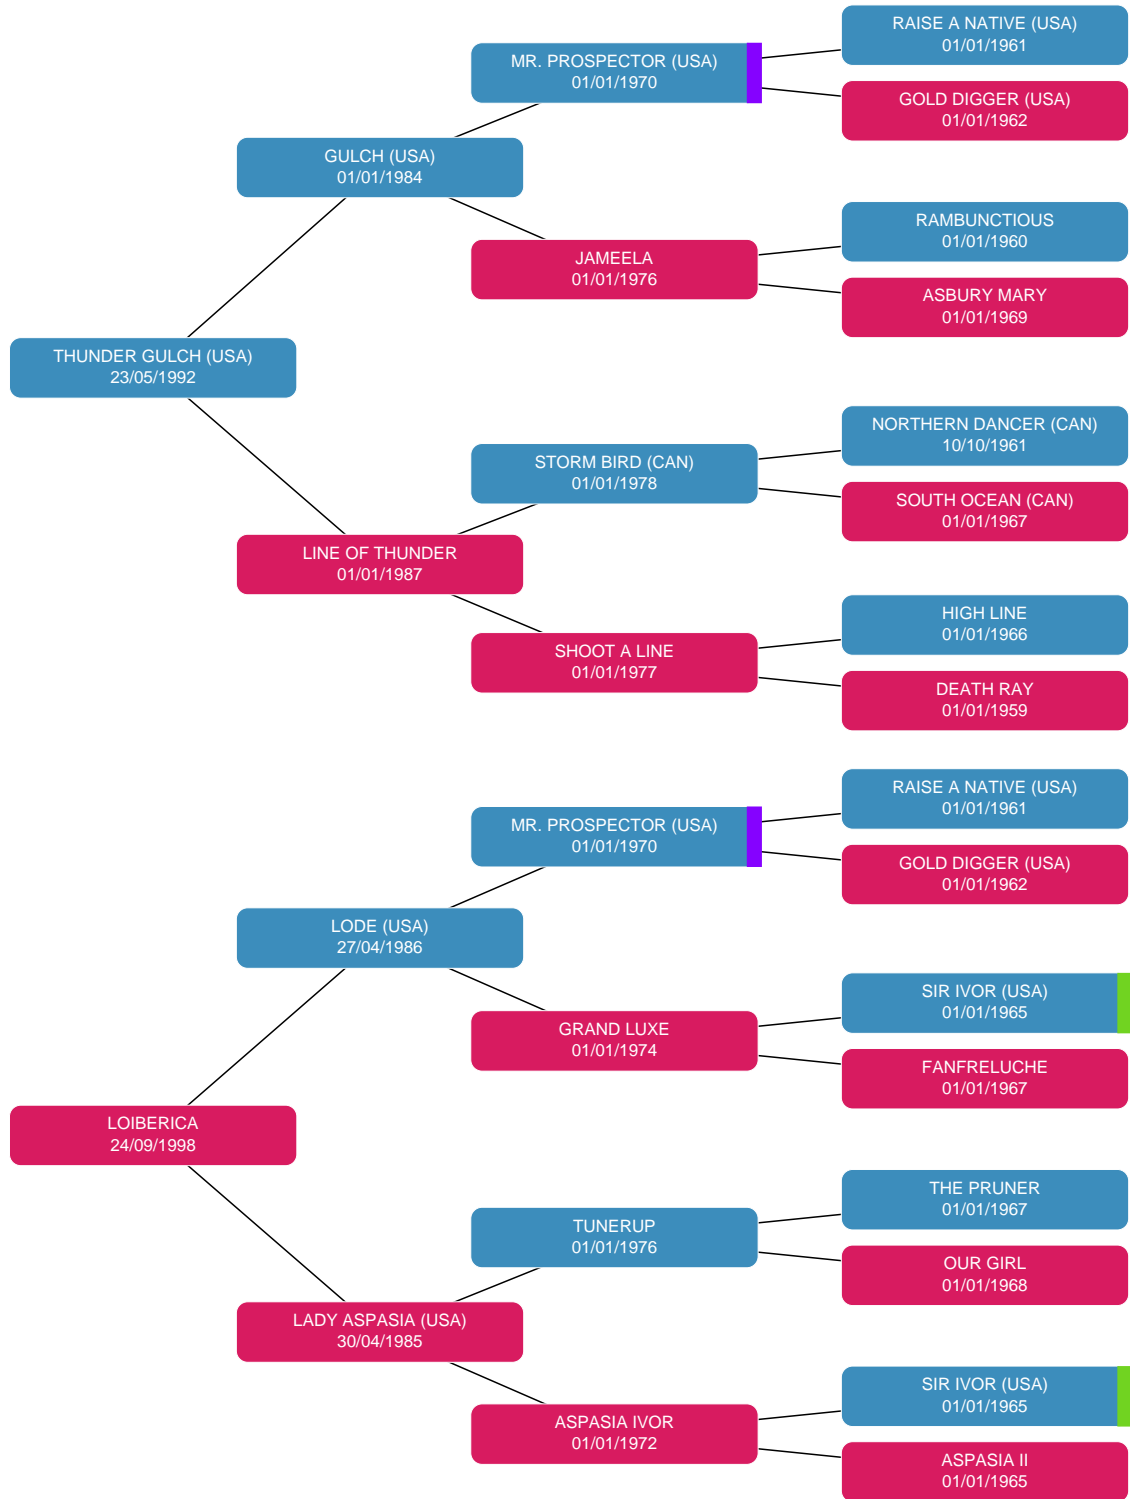 RAISE A NATIVE (USA)
01/01/1961
MR. PROSPECTOR (USA)
01/01/1970
GOLD DIGGER (USA)
01/01/1962
GULCH (USA)
01/01/1984
RAMBUNCTIOUS
01/01/1960
JAMEELA
01/01/1976
ASBURY MARY
01/01/1969
THUNDER GULCH (USA)
23/05/1992
NORTHERN DANCER (CAN)
10/10/1961
STORM BIRD (CAN)
01/01/1978
SOUTH OCEAN (CAN)
01/01/1967
LINE OF THUNDER
01/01/1987
HIGH LINE
01/01/1966
SHOOT A LINE
01/01/1977
DEATH RAY
01/01/1959
RAISE A NATIVE (USA)
01/01/1961
MR. PROSPECTOR (USA)
01/01/1970
GOLD DIGGER (USA)
01/01/1962
LODE (USA)
27/04/1986
SIR IVOR (USA)
01/01/1965
GRAND LUXE
01/01/1974
FANFRELUCHE
01/01/1967
LOIBERICA
24/09/1998
THE PRUNER
01/01/1967
TUNERUP
01/01/1976
OUR GIRL
01/01/1968
LADY ASPASIA (USA)
30/04/1985
SIR IVOR (USA)
01/01/1965
ASPASIA IVOR
01/01/1972
ASPASIA II
01/01/1965